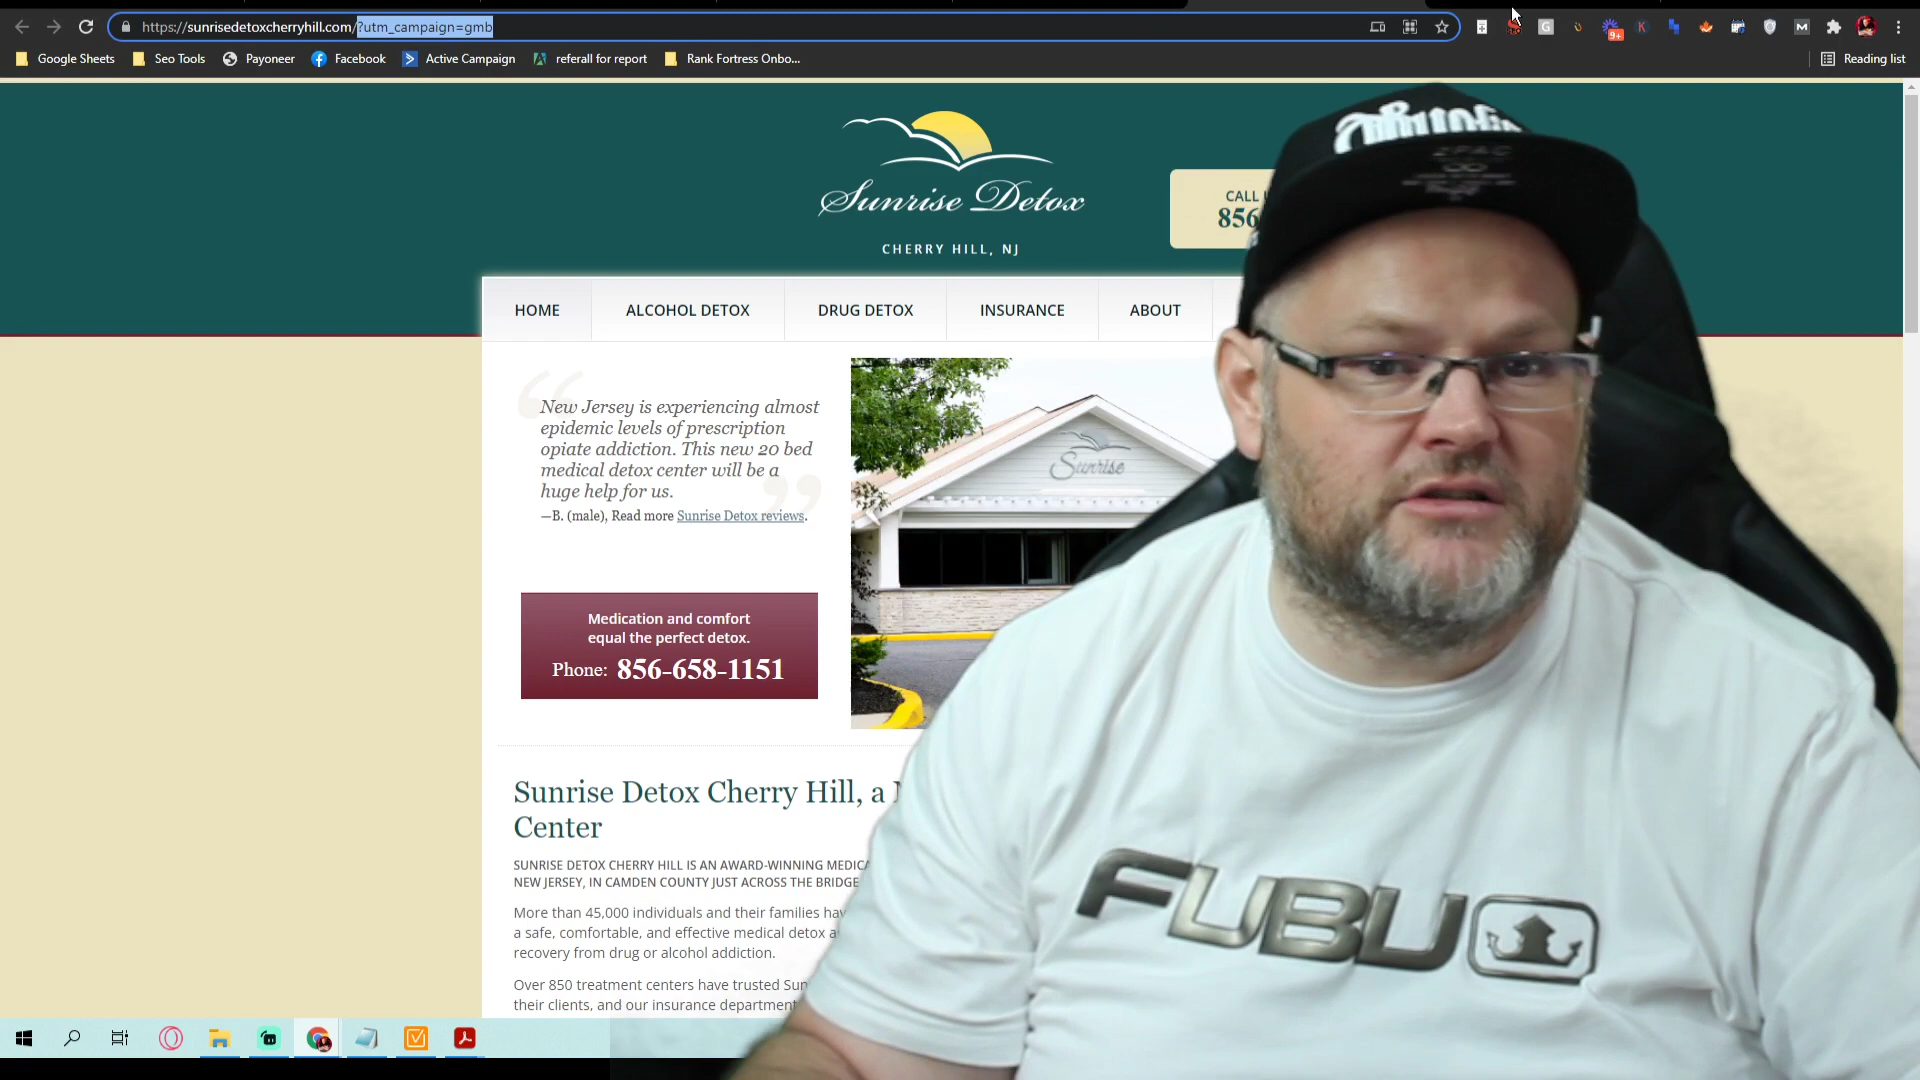 https://sunrisedetoxcherryhill.com/?utm_campaign=gmb
9+
Google Sheets
Seo Tools
Payoneer
Facebook
Active Campaign
referall for report
Rank Fortress Onbo...
Reading list
Sunrise Detox
CHERRY HILL, NJ
CALL
856
HOME
ALCOHOL DETOX
DRUG DETOX
INSURANCE
ABOUT
New Jersey is experiencing almost
epidemic levels of prescription
opiate addiction. This new 20 bed
medical detox center will be a
huge help for us.
—B. (male), Read more Sunrise Detox reviews.
Sunrise
Medication and comfort
equal the perfect detox.
Phone: 856-658-1151
Sunrise Detox Cherry Hill, a
Center
SUNRISE DETOX CHERRY HILL IS AN AWARD-WINNING
NEW JERSEY, IN CAMDEN COUNTY JUST ACROSS THE BRIDGE
More than 45,000 individuals and their families
a safe, comfortable, and effective medical detox
recovery from drug or alcohol addiction.
Over 850 treatment centers have trusted
their clients, and our insurance department
FUBU